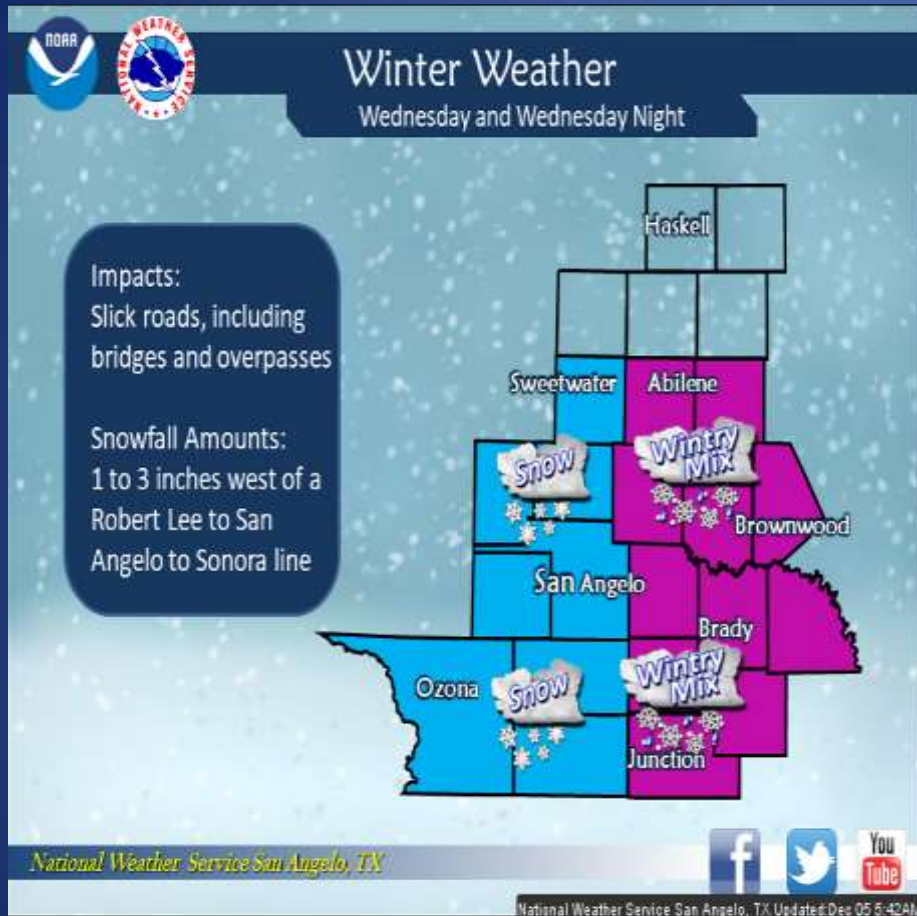 NOAA
NATIONAL WEATHER SERVICE
Winter Weather
Wednesday and Wednesday Night
Impacts:
Slick roads, including
bridges and overpasses
Snowfall Amounts:
1 to 3 inches west of a
Robert Lee to San
Angelo to Sonora line
Haskell
Sweetwater
Abilene
Snow
Wintry
Mix
Brownwood
San Angelo
Brady
Ozona
Snow
Wintry
Mix
Junction
National Weather Service San Angelo, TX
f
You
Tube
National Weather Service San Angelo, TX Updated Dec 05 5:42AM